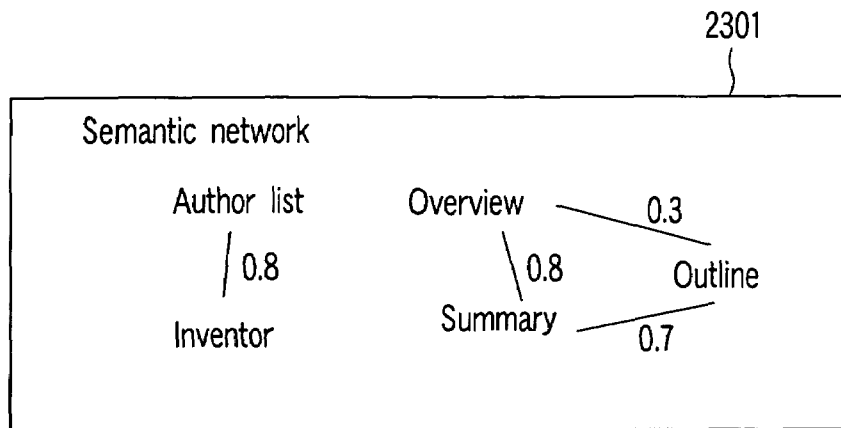 2301
Semantic network
Author list
Overview
0.3
0.8
0.8
Outline
Inventor
Summary
0.7